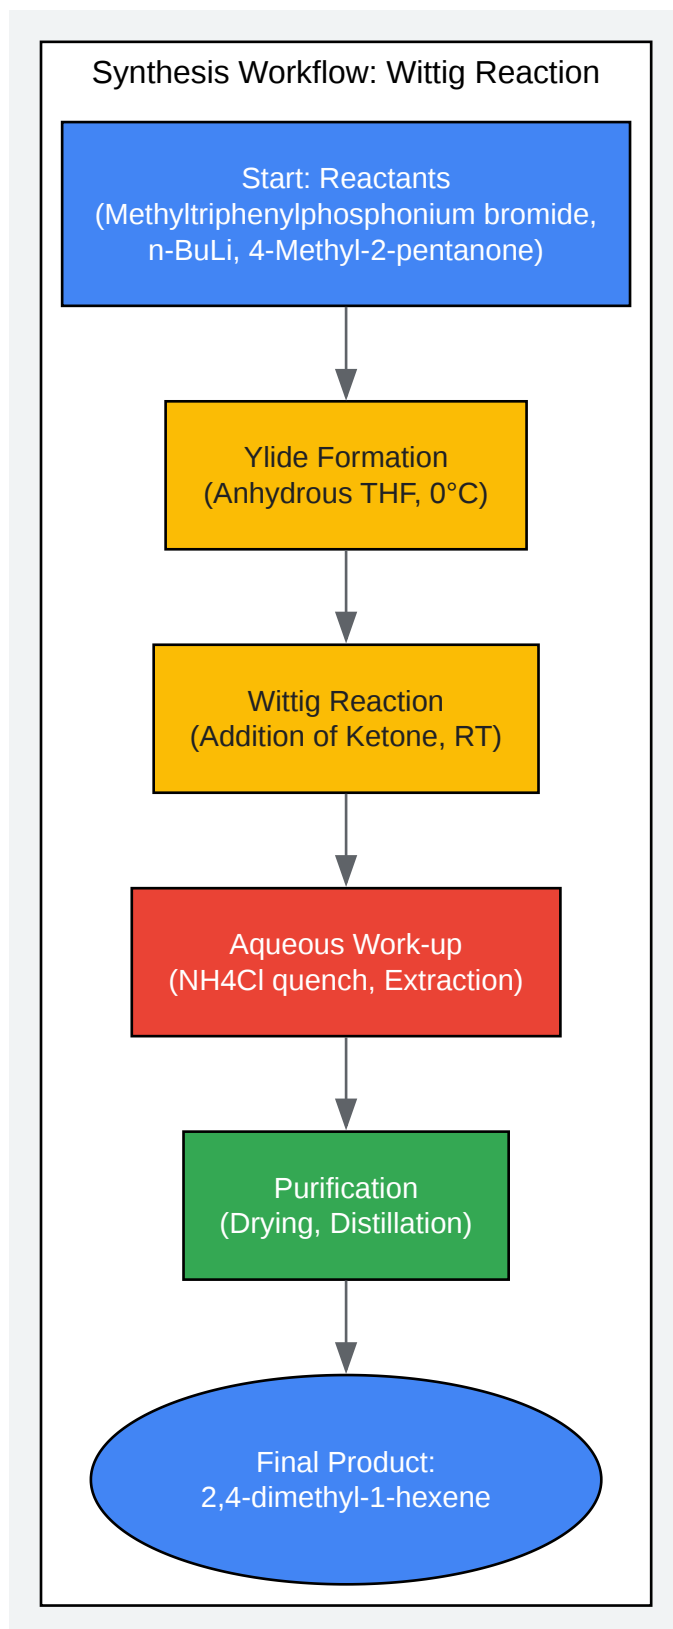 Synthesis Workflow: Wittig Reaction
Start: Reactants
(Methyltriphenylphosphonium bromide,
n-BuLi, 4-Methyl-2-pentanone)
Ylide Formation
(Anhydrous THF, 0°C)
Wittig Reaction
(Addition of Ketone, RT)
Aqueous Work-up
(NH4Cl quench, Extraction)
Purification
(Drying, Distillation)
Final Product:
2,4-dimethyl-1-hexene